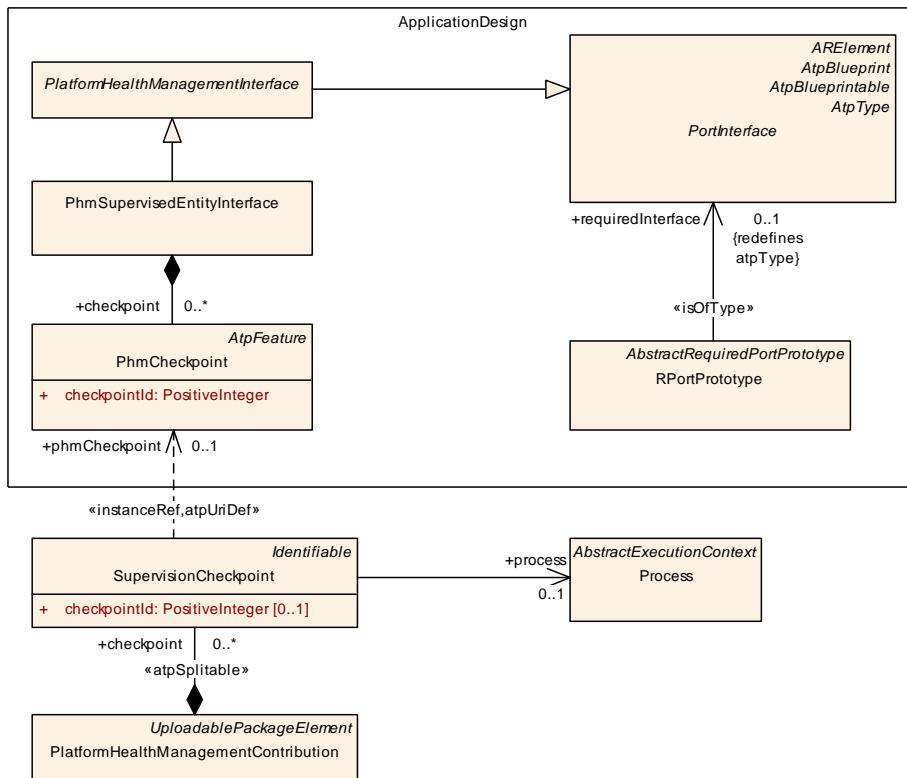 ApplicationDesign
PlatformHealthManagementInterface
ARElement
AtpBlueprint
AtpBlueprintable
AtpType
PortInterface
PhmSupervisedEntityInterface
+requiredInterface 0..1
{redefines
atpType}
+checkpoint 0..*
«isOfType»
AtpFeature
PhmCheckpoint
+ checkpointId: PositiveInteger
AbstractRequiredPortPrototype
RPortPrototype
+phmCheckpoint 0..1
«instanceRef,atpUriDef»
Identifiable
SupervisionCheckpoint
+ checkpointId: PositiveInteger [0..1]
+process
0..1
AbstractExecutionContext
Process
+checkpoint 0..*
«atpSplitable»
UploadablePackageElement
PlatformHealthManagementContribution